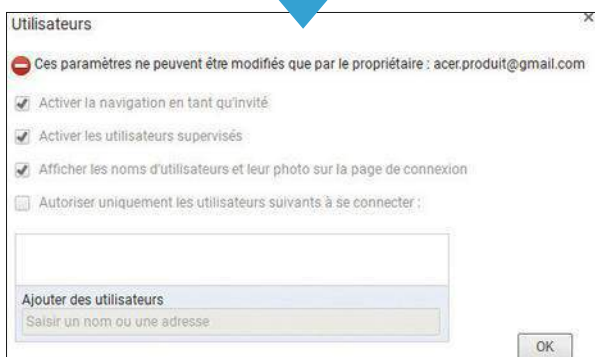 Utilisateurs
Ces paramètres ne peuvent être modifiés que par le propriétaire : acer.produit@gmail.com
Activer la navigation en tant qu'invité
Activer les utilisateurs supervisés
Afficher les noms d'utilisateurs et leur photo sur la page de connexion
Autoriser uniquement les utilisateurs suivants à se connecter :
Ajouter des utilisateurs
Saisir un nom ou une adresse
OK